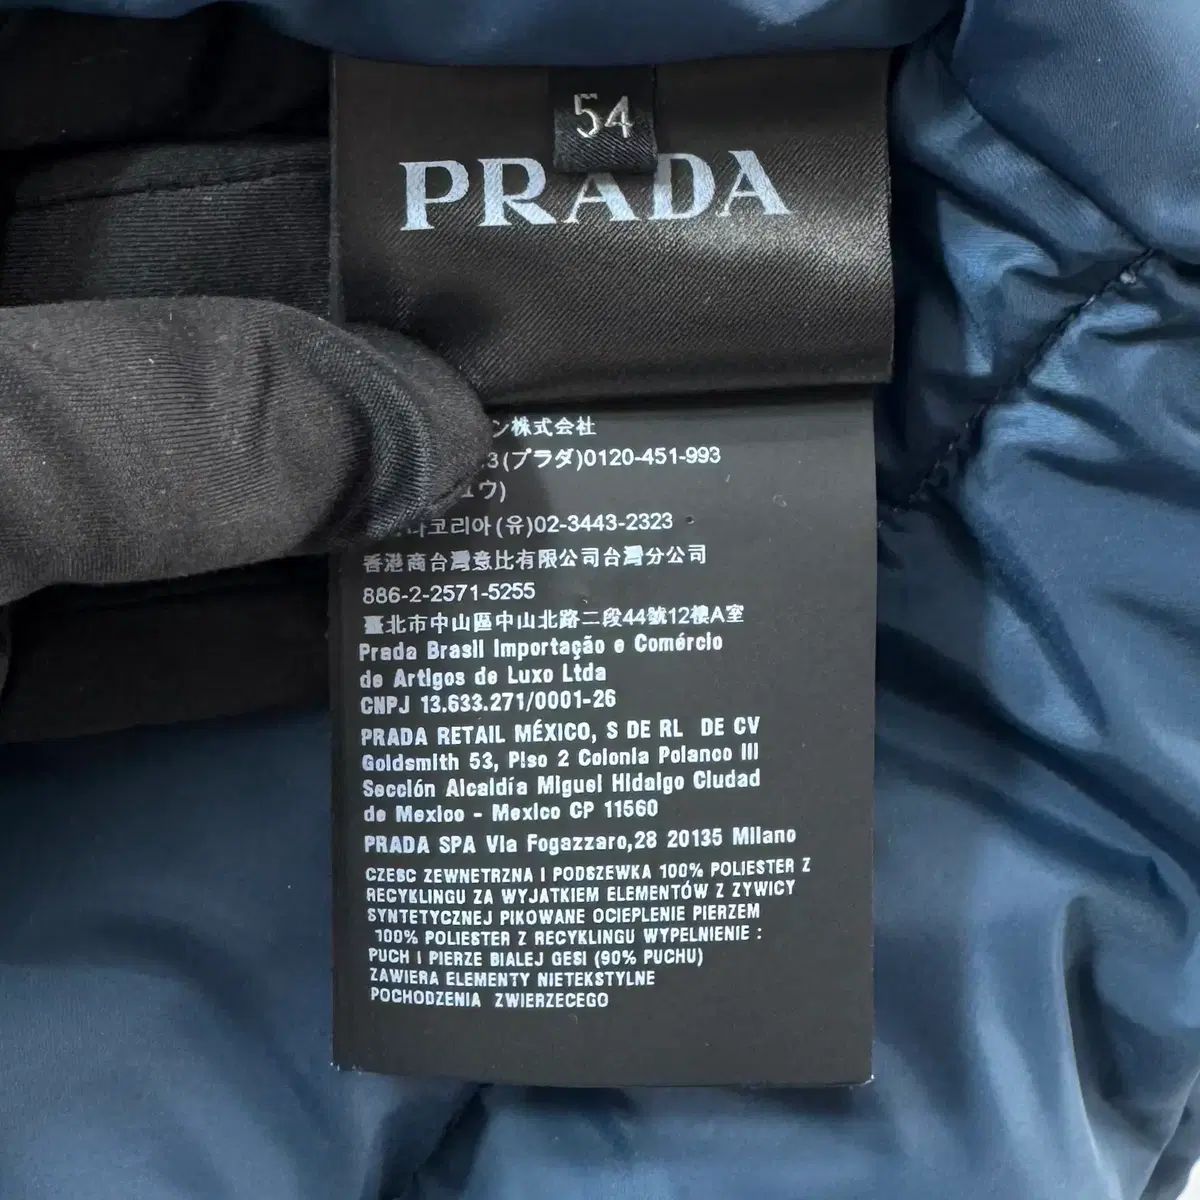 54
PRADA
ン株式会社
3(プラダ)0120-451-993
ュウ)
다코리아(유)02-3443-2323
香港商台灣意比有限公司台灣分公司
886-2-2571-5255
臺北市中山區中山北路二段44號12樓A室
Prada Brasil Importação e Comércio
de Artigos de Luxo Ltda
CNPJ 13.633.271/0001-26
PRADA RETAIL MÉXICO, S DE RL DE CV
Goldsmith 53, Piso 2 Colonia Polanco III
Sección Alcaldía Miguel Hidalgo Ciudad
de Mexico - Mexico CP 11560
PRADA SPA Via Fogazzaro,28 20135 Milano
CZESC ZEWNETRZNA I PODSZEWKA 100% POLIESTER Z
RECYKLINGU ZA WYJATKIEM ELEMENTÓW Z ZYWICY
SYNTETYCZNEJ PIKOWANE OCIEPLENIE PIERZEM
100% POLIESTER Z RECYKLINGU WYPELNIENIE :
PUCH I PIERZE BIALEJ GESI (90% PUCHU)
ZAWIERA ELEMENTY NIETEKSTYLNE
POCHODZENIA ZWIERZECEGO